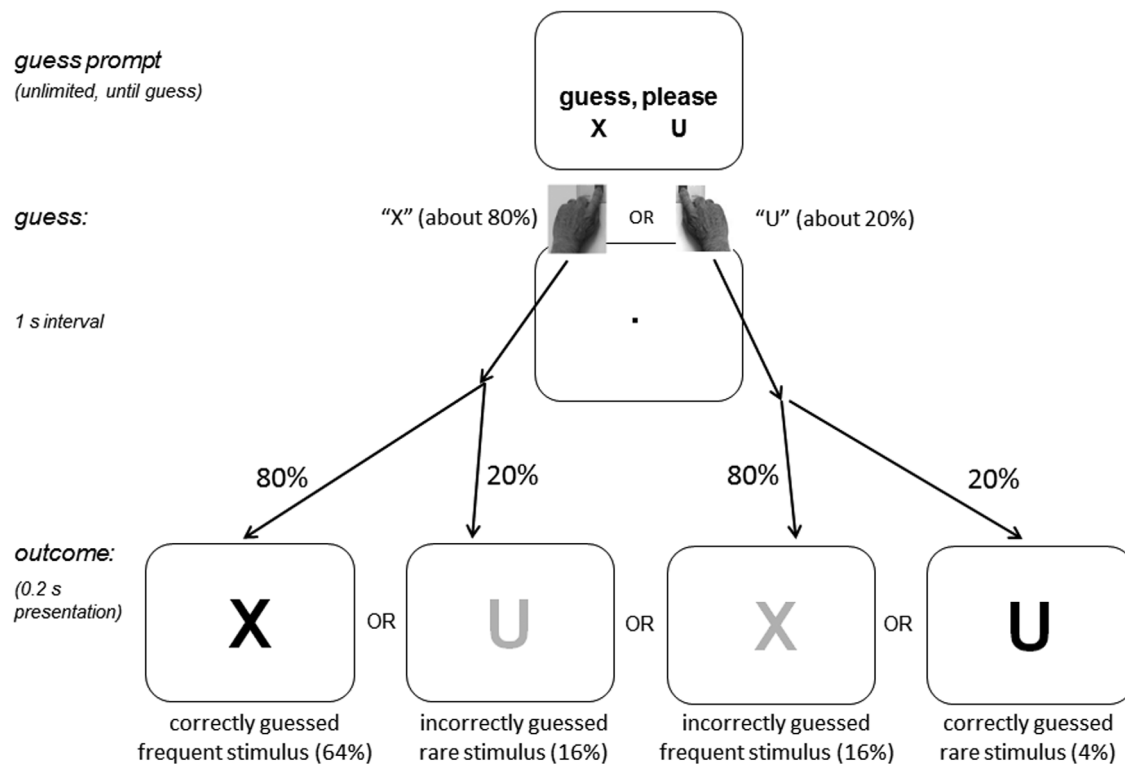 guess prompt
(unlimited, until guess)
guess, please
X U
guess:
“X” (about 80%)
OR
“U” (about 20%)
1 s interval
.
80%
20%
80%
20%
outcome:
(0.2 s
presentation)
X
OR
U
OR
X
OR
U
correctly guessed
frequent stimulus (64%)
incorrectly guessed
rare stimulus (16%)
incorrectly guessed
frequent stimulus (16%)
correctly guessed
rare stimulus (4%)